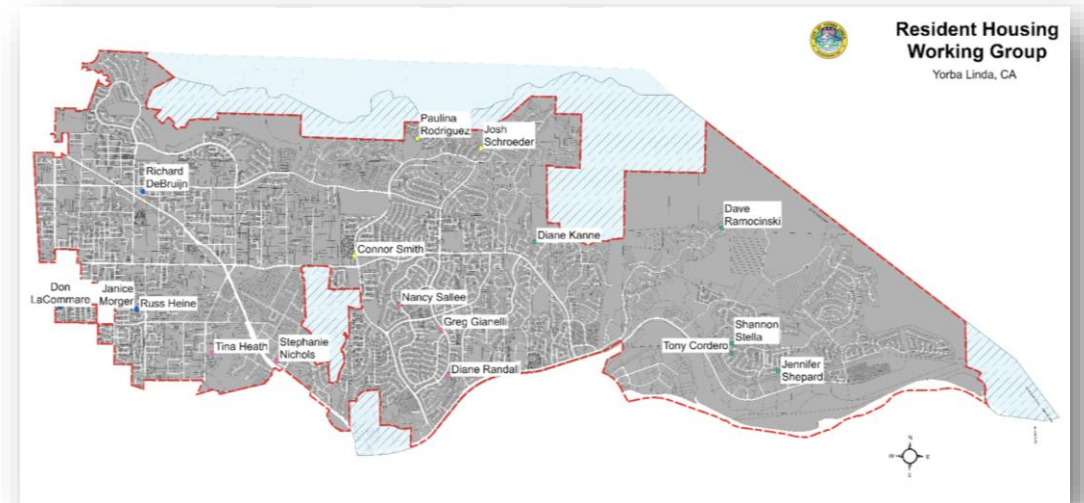 Resident Housing
Working Group
Yorba Linda, CA
Paulina
Rodriguez
Josh
Schroeder
Richard
DeBruijn
Dave
Ramocinski
Diane Kanne
Connor Smith
Don
LaCommare
Janice
Morger
Russ Heine
Nancy Sallee
Greg Gianelli
Shannon
Stella
Tony Cordero
Tina Heath
Stephanie
Nichols
Diane Randal
Jennifer
Shepard
N
W
E
S